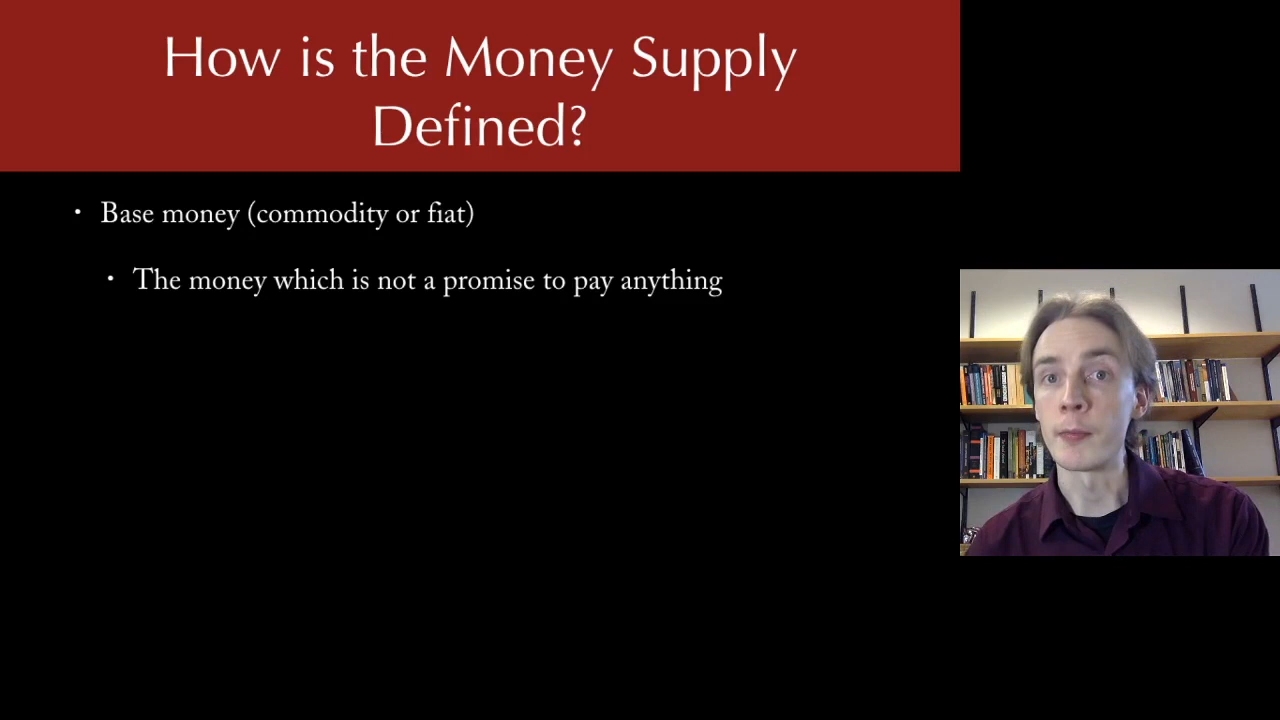 How is the Money Supply
Defined?
• Base money (commodity or fiat)
• The money which is not a promise to pay anything